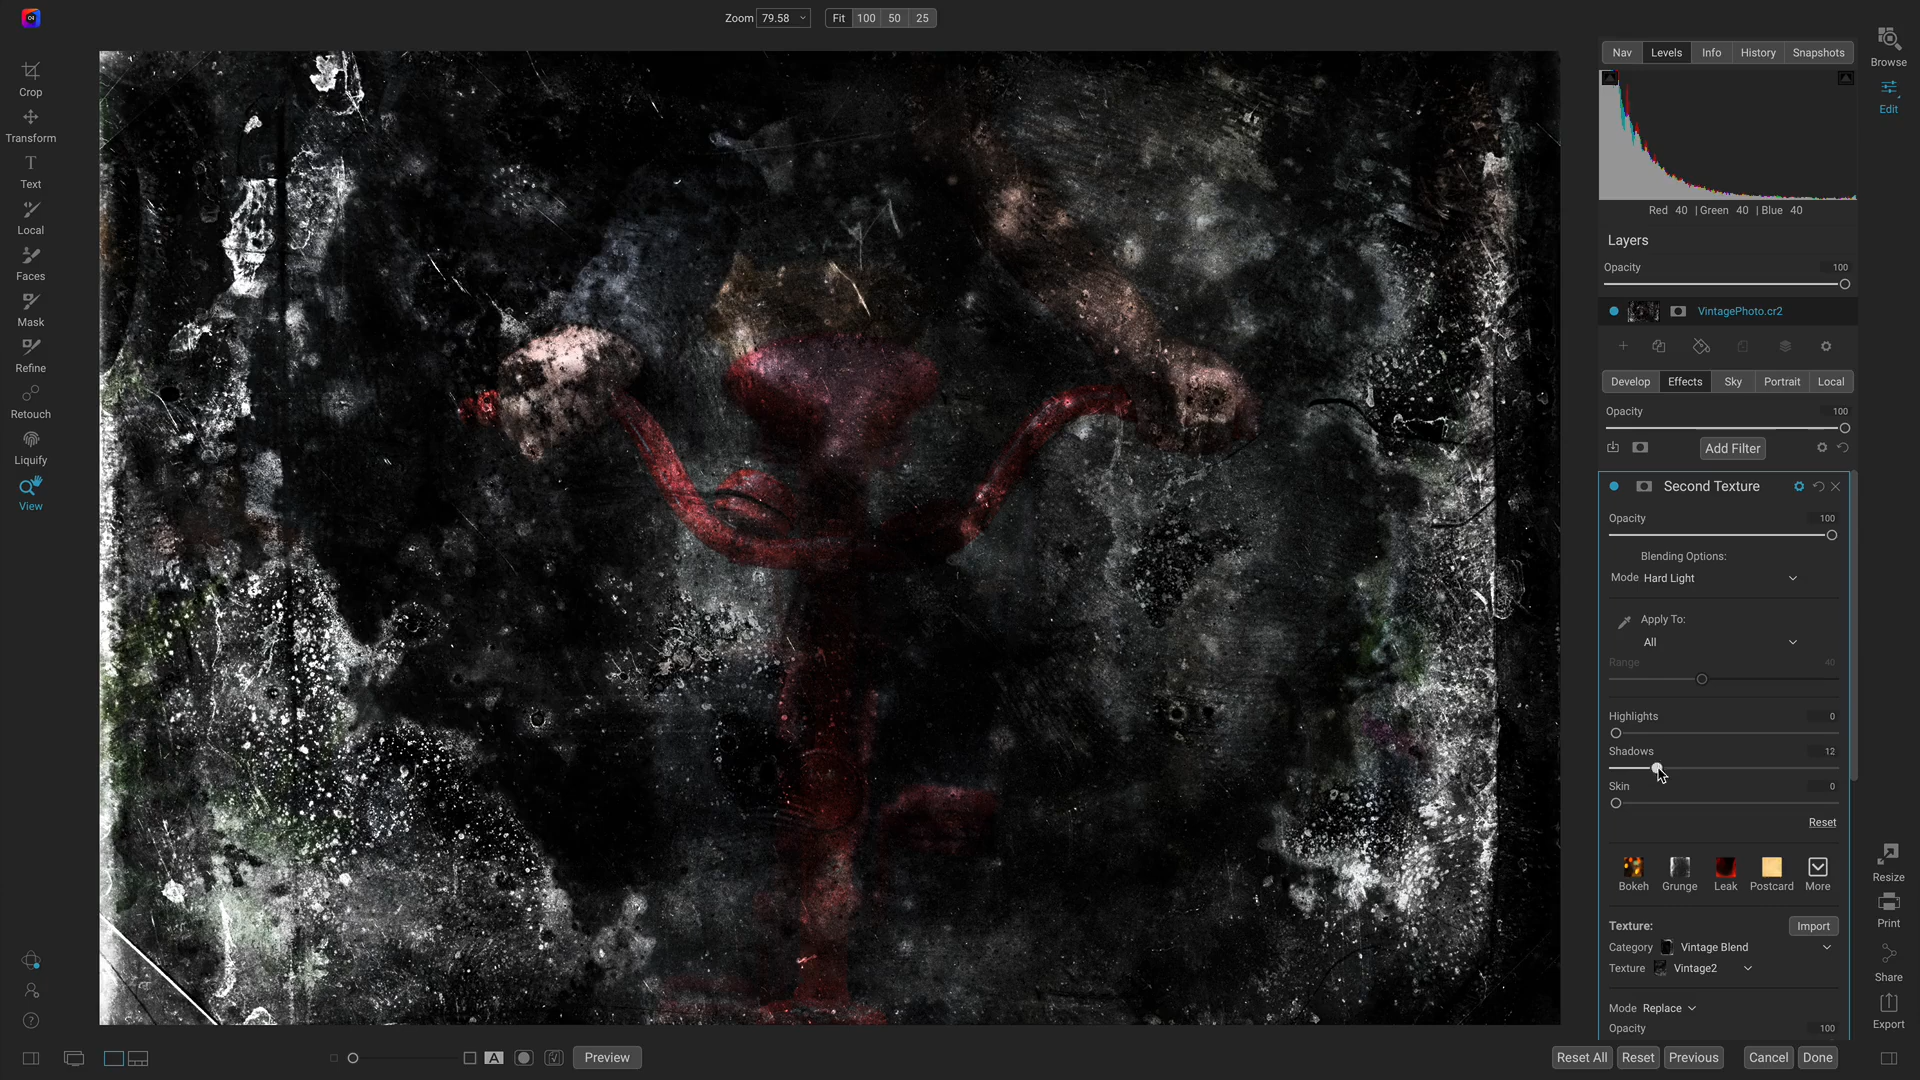 Zoom 79.58 Fit 100 50 25
Crop
Transform
Text
Local
Faces
Mask
Refine
Retouch
Liquify
View
Nav Levels Info History Snapshots
Red 40 | Green 40 | Blue 40
Layers
Opacity 100
VintagePhoto.cr2
Develop Effects Sky Portrait Local
Opacity 100
Add Filter
Second Texture
Opacity 100
Blending Options:
Mode Hard Light
Apply To:
All
Range 40
Highlights 0
Shadows 12
Skin 0
Reset
Bokeh Grunge Leak Postcard More
Texture: Import
Category Vintage Blend
Texture Vintage2
Mode Replace
Opacity 100
Browse
Edit
Resize
Print
Share
Export
A Preview
Reset All Reset Previous Cancel Done